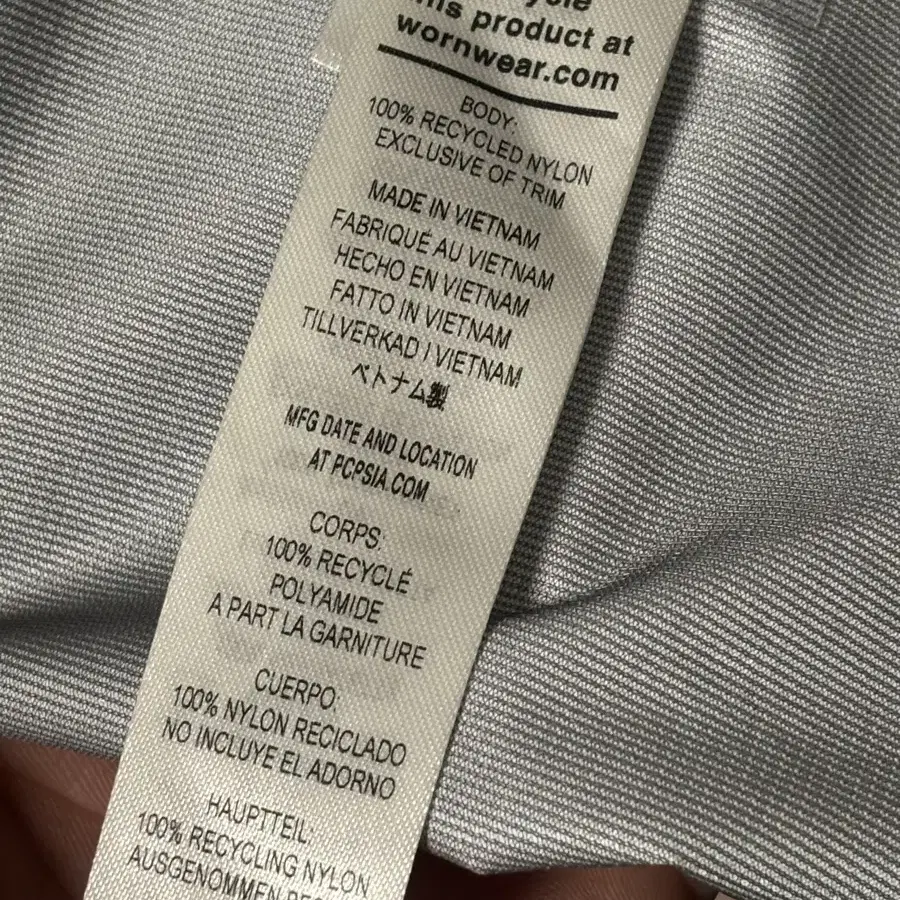 this product at
wornwear.com
BODY:
100% RECYCLED NYLON
EXCLUSIVE OF TRIM
MADE IN VIETNAM
FABRIQUÉ AU VIETNAM
HECHO EN VIETNAM
FATTO IN VIETNAM
TILLVERKAD I VIETNAM
ベトナム製
MFG DATE AND LOCATION
AT PCPSIA.COM
CORPS:
100% RECYCLÉ
POLYAMIDE
A PART LA GARNITURE
CUERPO:
100% NYLON RECICLADO
NO INCLUYE EL ADORNO
HAUPTTEIL:
100% RECYCLING NYLON
AUSGENOMMEN